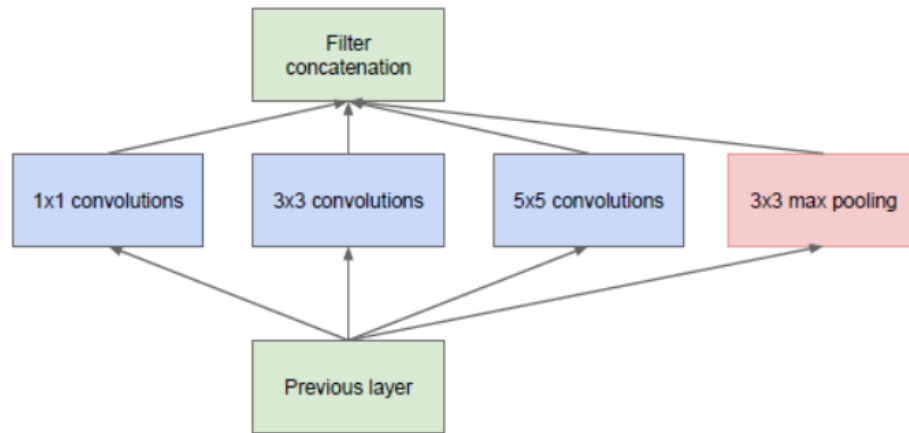 Filter
concatenation
1x1 convolutions
3x3 convolutions
5x5 convolutions
3x3 max pooling
Previous layer